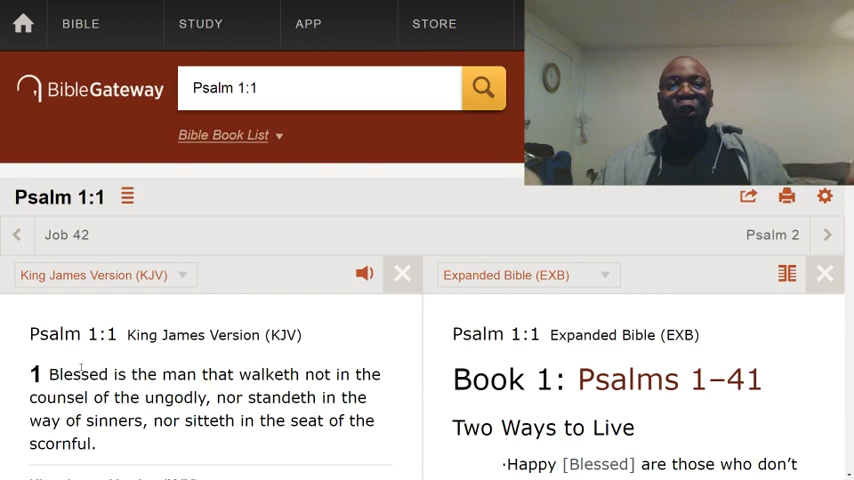 BIBLE STUDY APP STORE
BibleGateway
Psalm 1:1
Bible Book List
Psalm 1:1
Job 42
Psalm 2
King James Version (KJV)
Expanded Bible (EXB)
Psalm 1:1 King James Version (KJV)
1 Blessed is the man that walketh not in the
counsel of the ungodly, nor standeth in the
way of sinners, nor sitteth in the seat of the
scornful.
Psalm 1:1 Expanded Bible (EXB)
Book 1: Psalms 1–41
Two Ways to Live
·Happy [Blessed] are those who don’t